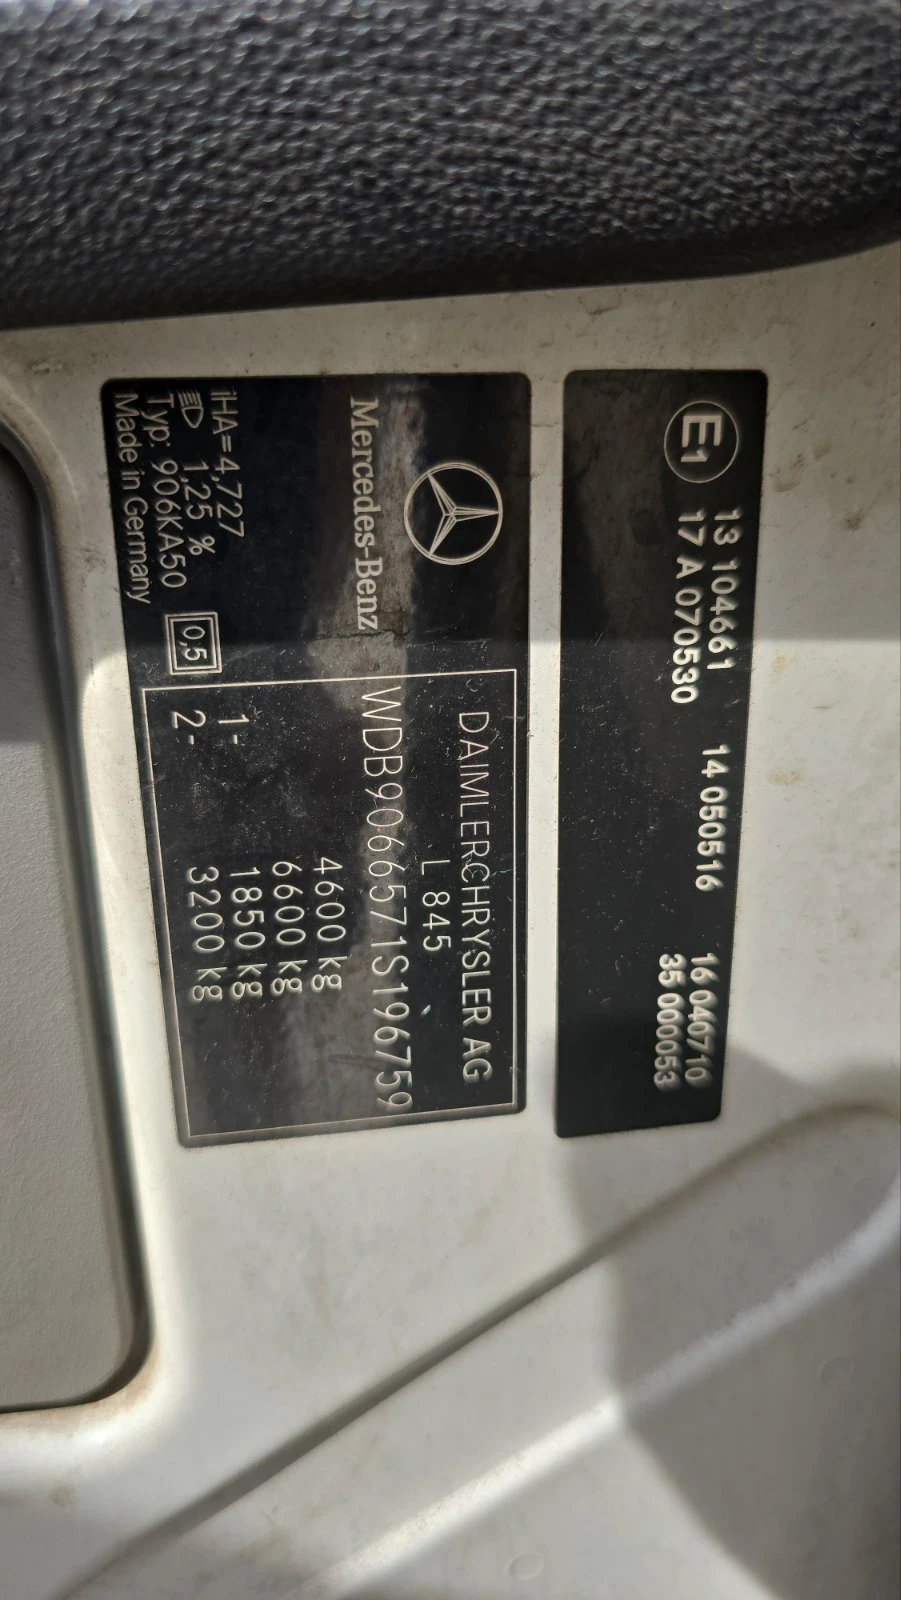 E1
13 104661 14 050516 16 040710
17 A 070530 35 000053
Mercedes-Benz
iHA=4,727
1,25 %
Typ: 906KA50
Made in Germany
0,5
DAIMLERCHRYSLER AG
L 845
WDB9066571S196759
4600 kg
6600 kg
1- 1850 kg
2- 3200 kg